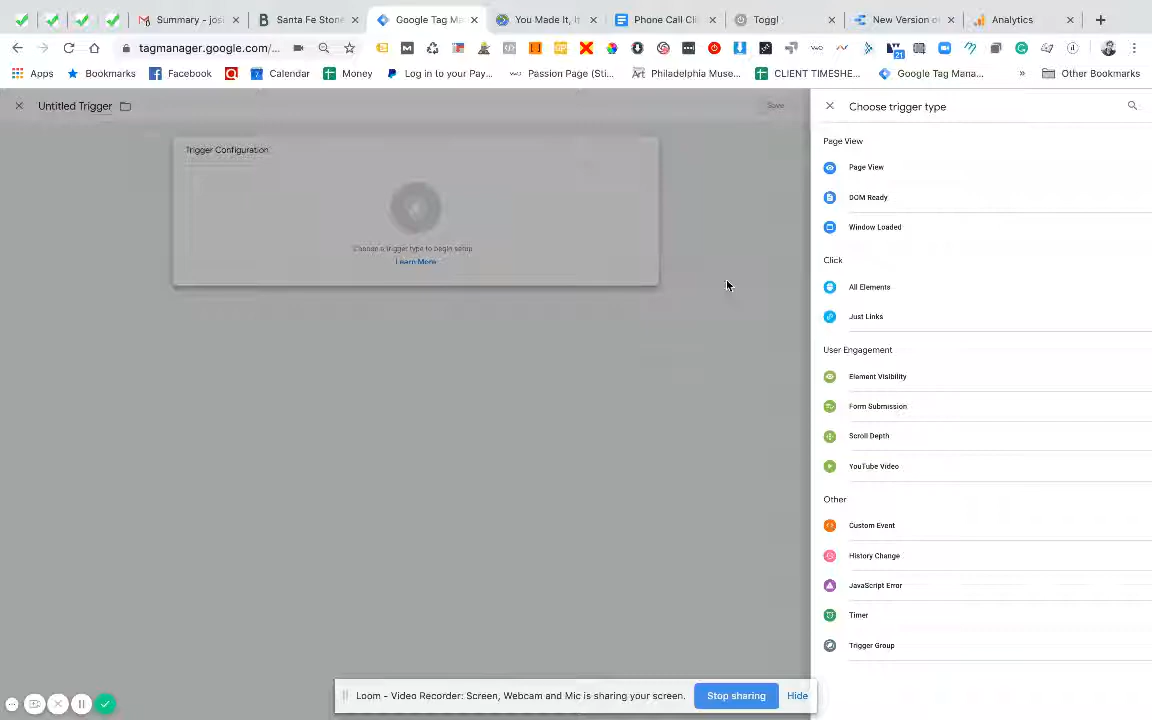 Summary - josi
Santa Fe Stone
Google Tag Ma
You Made It, It
Phone Call Cli
Toggl
New Version o
Analytics
tagmanager.google.com/...
21
Apps
Bookmarks
Facebook
Calendar
Money
Log in to your Pay...
Passion Page (Sti...
Philadelphia Muse...
CLIENT TIMESHE...
Google Tag Mana...
»
Other Bookmarks
Untitled Trigger
Save
Choose trigger type
Trigger Configuration
Choose a trigger type to begin setup
Learn More
Page View
Page View
DOM Ready
Window Loaded
Click
All Elements
Just Links
User Engagement
Element Visibility
Form Submission
Scroll Depth
YouTube Video
Other
Custom Event
History Change
JavaScript Error
Timer
Trigger Group
Loom - Video Recorder: Screen, Webcam and Mic is sharing your screen.
Stop sharing
Hide